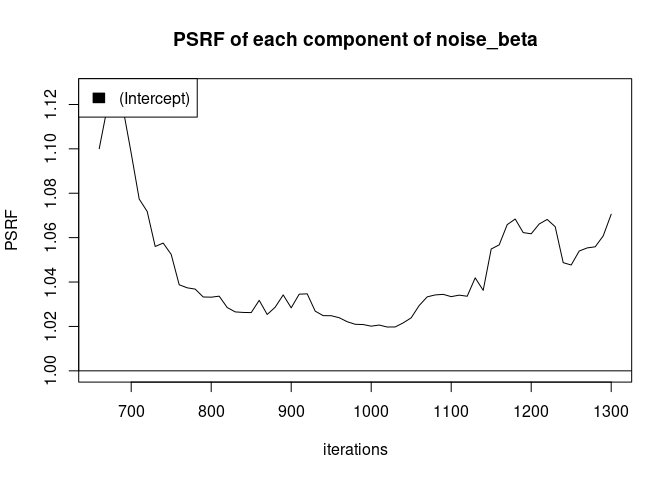 PSRF of each component of noise_beta
(Intercept)
PSRF
1.12
1.10
1.08
1.06
1.04
1.02
1.00
700 800 900 1000 1100 1200 1300
iterations